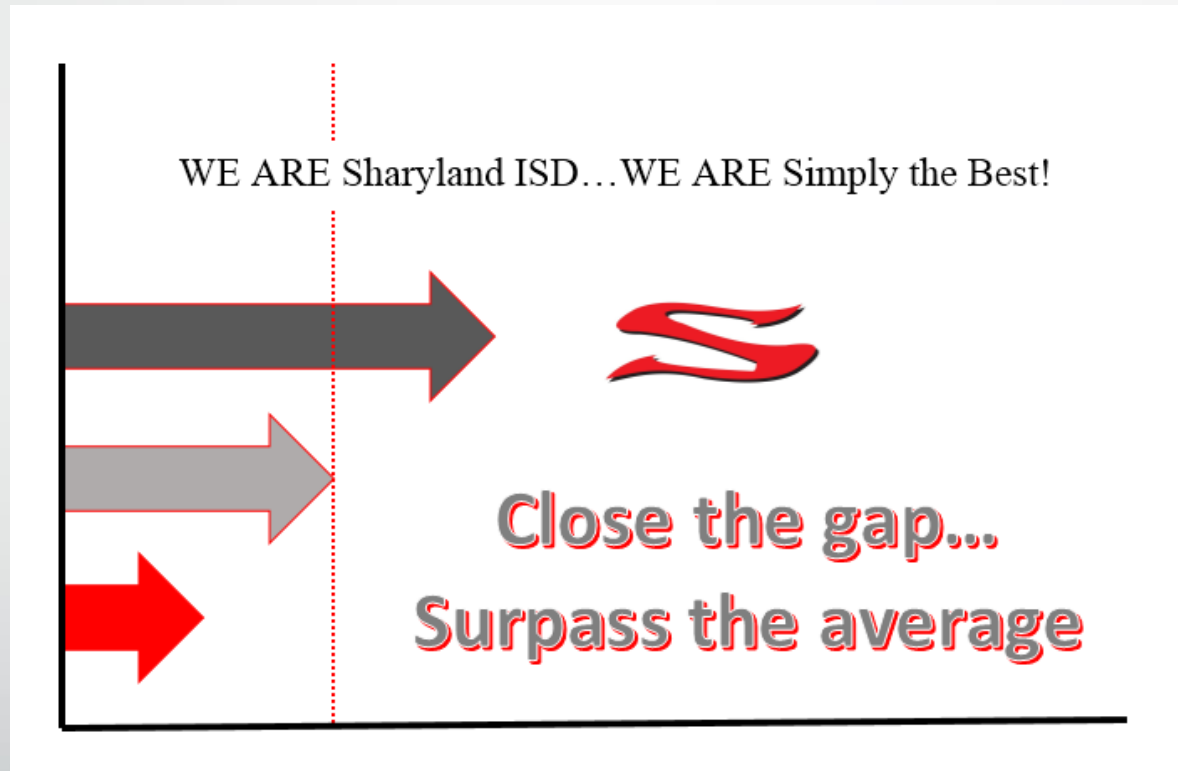 WE ARE Sharyland ISD…WE ARE Simply the Best!
Close the gap…
Surpass the average